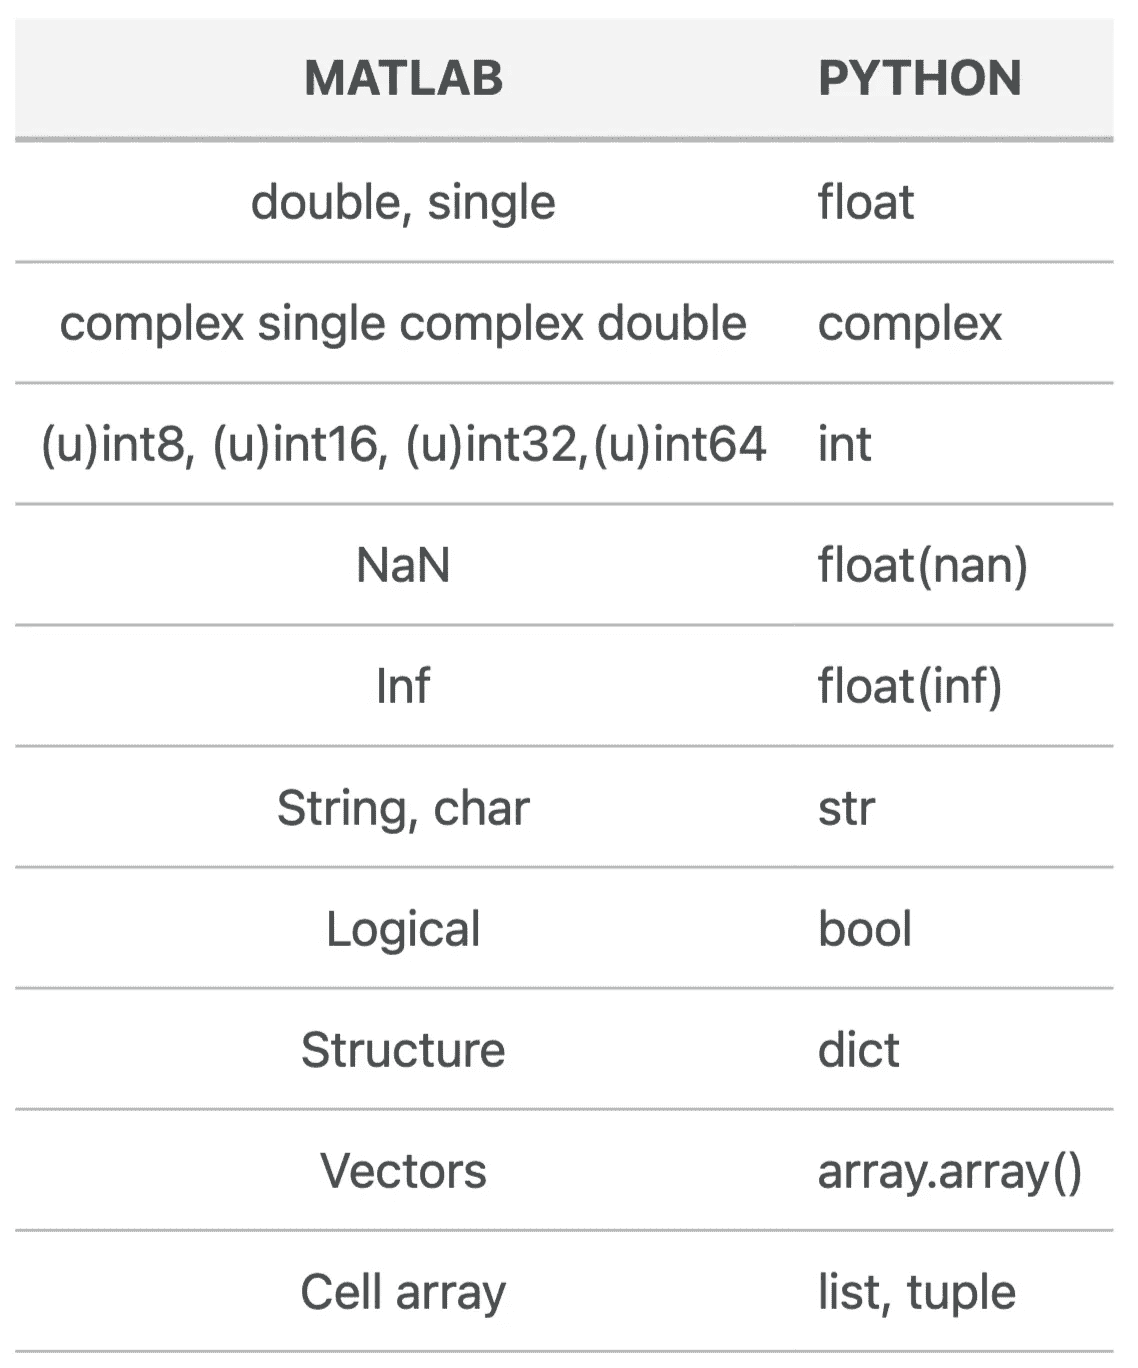 MATLAB PYTHON
double, single float
complex single complex double complex
(u)int8, (u)int16, (u)int32,(u)int64 int
NaN float(nan)
Inf float(inf)
String, char str
Logical bool
Structure dict
Vectors array.array()
Cell array list, tuple